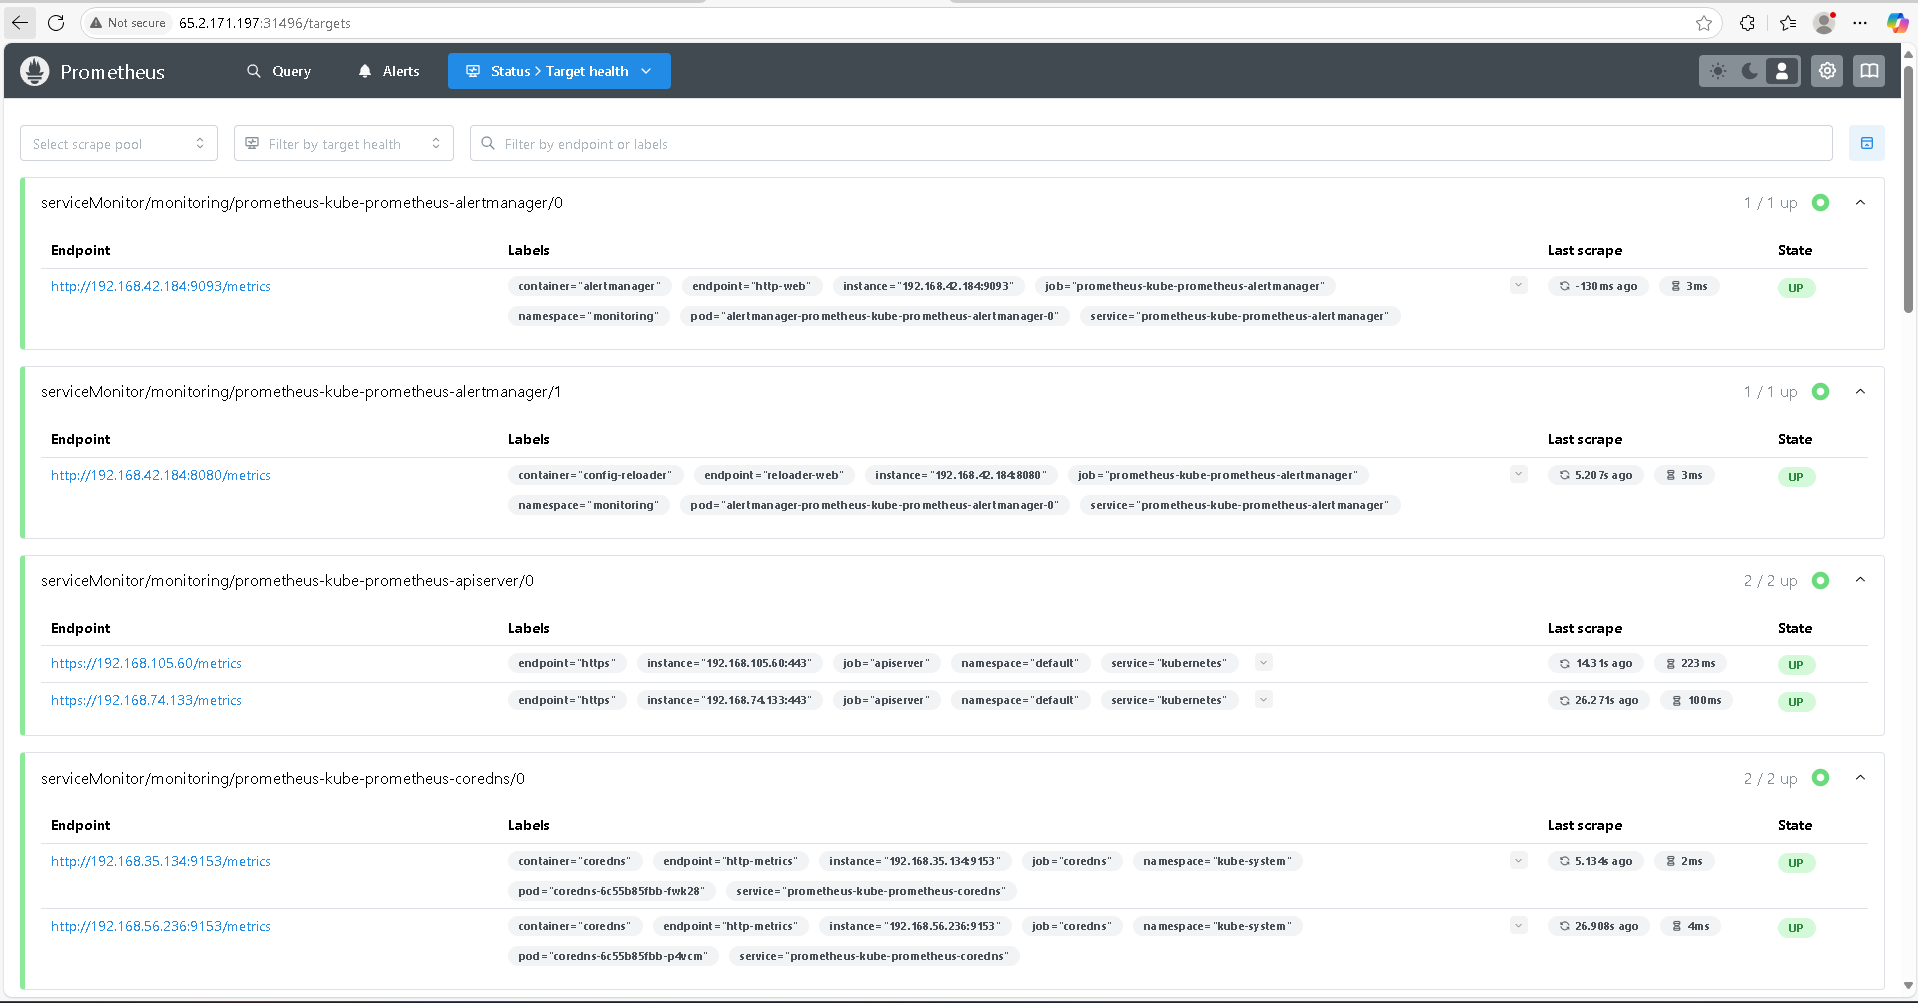 Not secure 65.2.171.197:31496/targets
Prometheus Query Alerts Status > Target health
Select scrape pool Filter by target health Filter by endpoint or labels
serviceMonitor/monitoring/prometheus-kube-prometheus-alertmanager/0 1 / 1 up
Endpoint Labels Last scrape State
http://192.168.42.184:9093/metrics container="alertmanager" endpoint="http-web" instance="192.168.42.184:9093" job="prometheus-kube-prometheus-alertmanager" -130ms ago 3ms UP
namespace="monitoring" pod="alertmanager-prometheus-kube-prometheus-alertmanager-0" service="prometheus-kube-prometheus-alertmanager"
serviceMonitor/monitoring/prometheus-kube-prometheus-alertmanager/1 1 / 1 up
Endpoint Labels Last scrape State
http://192.168.42.184:8080/metrics container="config-reloader" endpoint="reloader-web" instance="192.168.42.184:8080" job="prometheus-kube-prometheus-alertmanager" 5.207s ago 3ms UP
namespace="monitoring" pod="alertmanager-prometheus-kube-prometheus-alertmanager-0" service="prometheus-kube-prometheus-alertmanager"
serviceMonitor/monitoring/prometheus-kube-prometheus-apiserver/0 2 / 2 up
Endpoint Labels Last scrape State
https://192.168.105.60/metrics endpoint="https" instance="192.168.105.60:443" job="apiserver" namespace="default" service="kubernetes" 14.31s ago 223ms UP
https://192.168.74.133/metrics endpoint="https" instance="192.168.74.133:443" job="apiserver" namespace="default" service="kubernetes" 26.271s ago 100ms UP
serviceMonitor/monitoring/prometheus-kube-prometheus-coredns/0 2 / 2 up
Endpoint Labels Last scrape State
http://192.168.35.134:9153/metrics container="coredns" endpoint="http-metrics" instance="192.168.35.134:9153" job="coredns" namespace="kube-system" 5.134s ago 2ms UP
pod="coredns-6c55b85fbb-fwk28" service="prometheus-kube-prometheus-coredns"
http://192.168.56.236:9153/metrics container="coredns" endpoint="http-metrics" instance="192.168.56.236:9153" job="coredns" namespace="kube-system" 26.908s ago 4ms UP
pod="coredns-6c55b85fbb-p4vcm" service="prometheus-kube-prometheus-coredns"